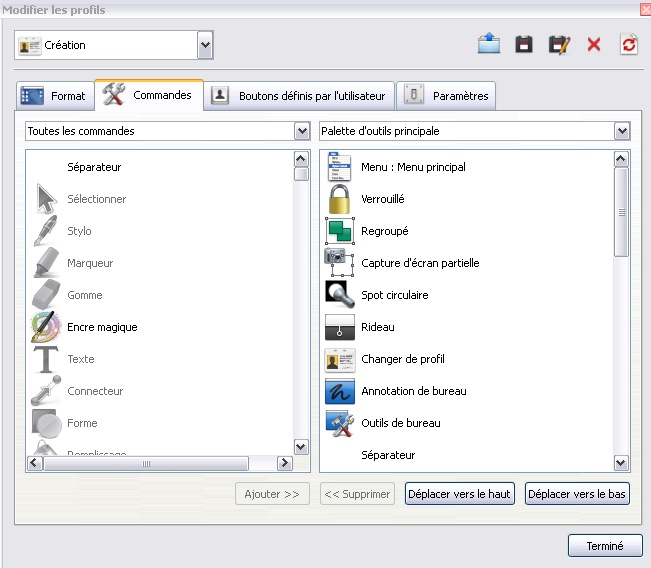 Modifier les profils
Création
Format
Commandes
Boutons définis par l'utilisateur
Paramètres
Toutes les commandes
Séparateur
Sélectionner
Stylo
Marqueur
Gomme
Encre magique
Texte
Connecteur
Forme
Remplissage
Palette d'outils principale
Menu : Menu principal
Verrouillé
Regroupé
Capture d'écran partielle
Spot circulaire
Rideau
Changer de profil
Annotation de bureau
Outils de bureau
Séparateur
Ajouter >>
<< Supprimer
Déplacer vers le haut
Déplacer vers le bas
Terminé